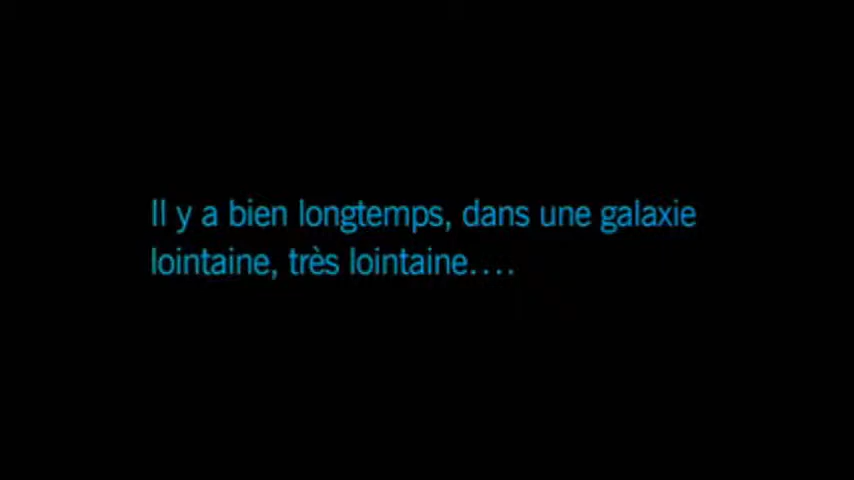 Il y a bien longtemps, dans une galaxie
lointaine, très lointaine....